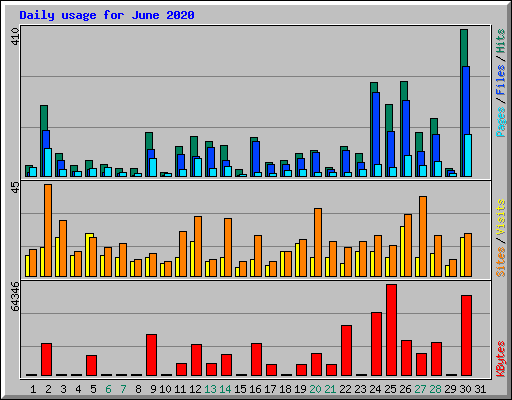 Daily usage for June 2020
410
Pages / Files / Hits
45
Sites / Visits
64346
KBytes
1 2 3 4 5 6 7 8 9 10 11 12 13 14 15 16 17 18 19 20 21 22 23 24 25 26 27 28 29 30 31